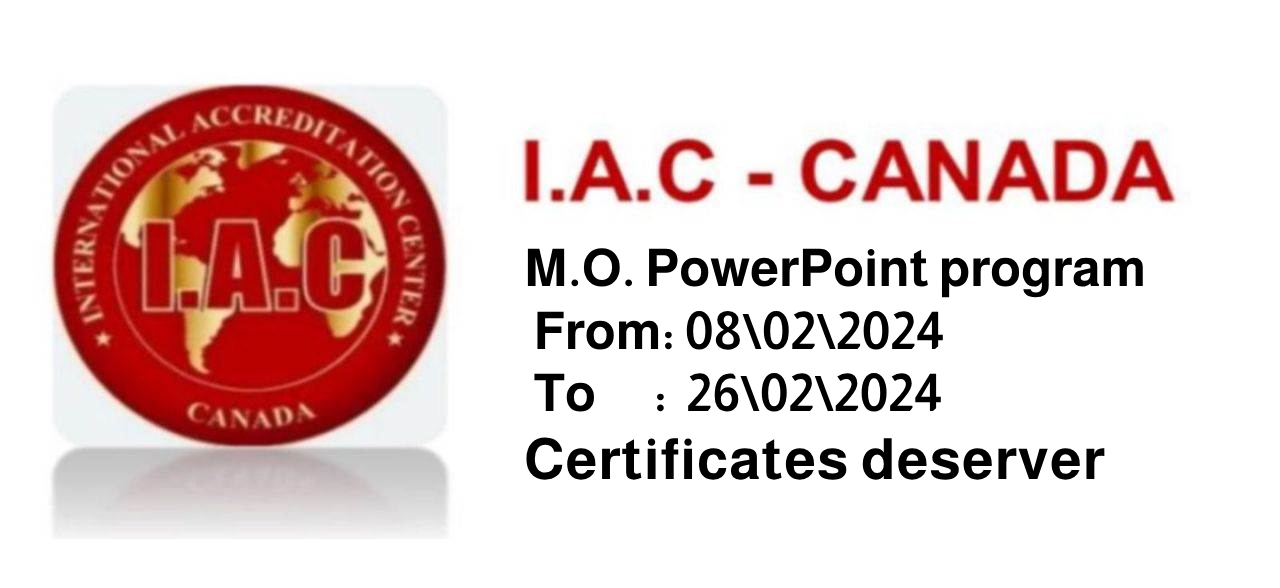 INTERNATIONAL ACCREDITATION CENTER
I.A.C
CANADA
I.A.C - CANADA
M.O. PowerPoint program
From: 08\02\2024
To : 26\02\2024
Certificates deserver